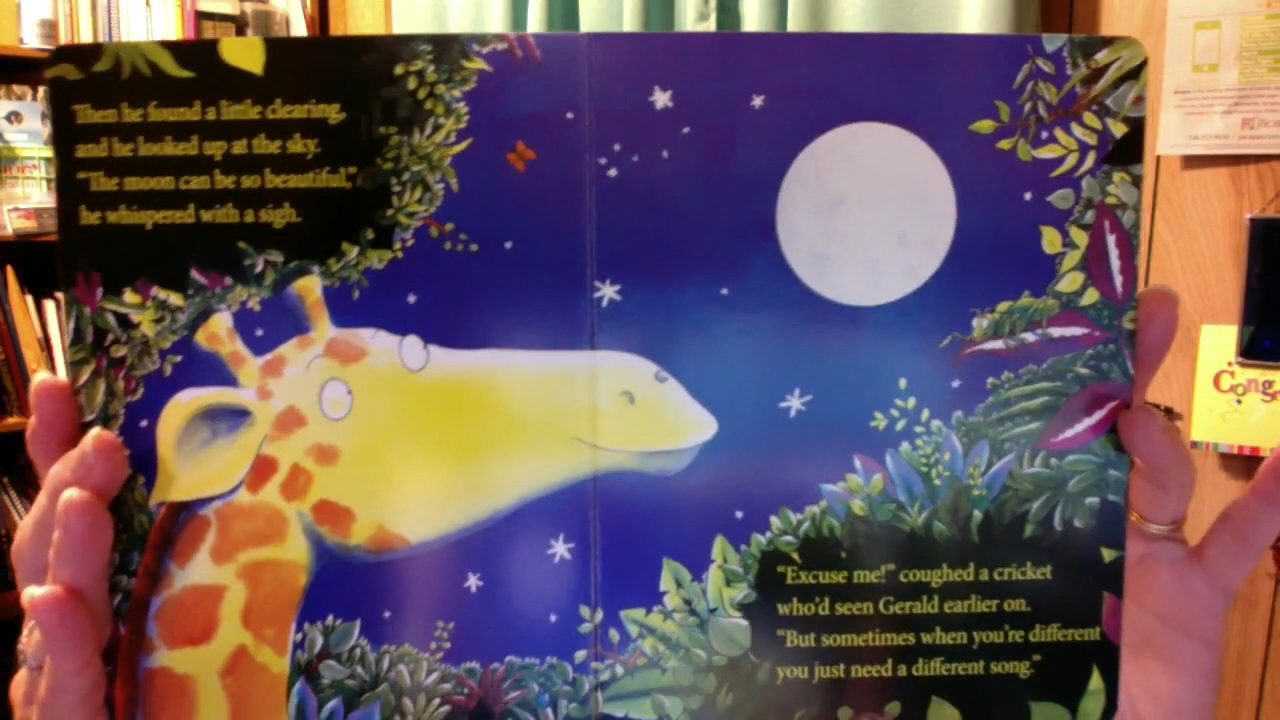 Then he found a little clearing,
and he looked up at the sky.
"The moon can be so beautiful,"
he whispered with a sigh.
"Excuse me!" coughed a cricket
who'd seen Gerald earlier on.
"But sometimes when you're different
you just need a different song."
Cong